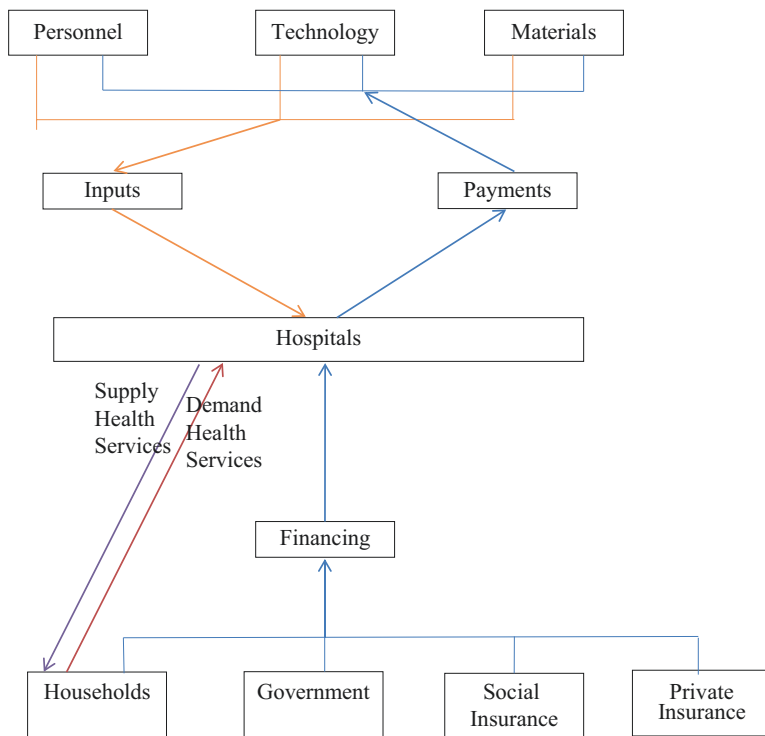 Personnel
Technology
Materials
Inputs
Payments
Hospitals
Supply
Health
Services
Demand
Health
Services
Financing
Households
Government
Social
Insurance
Private
Insurance